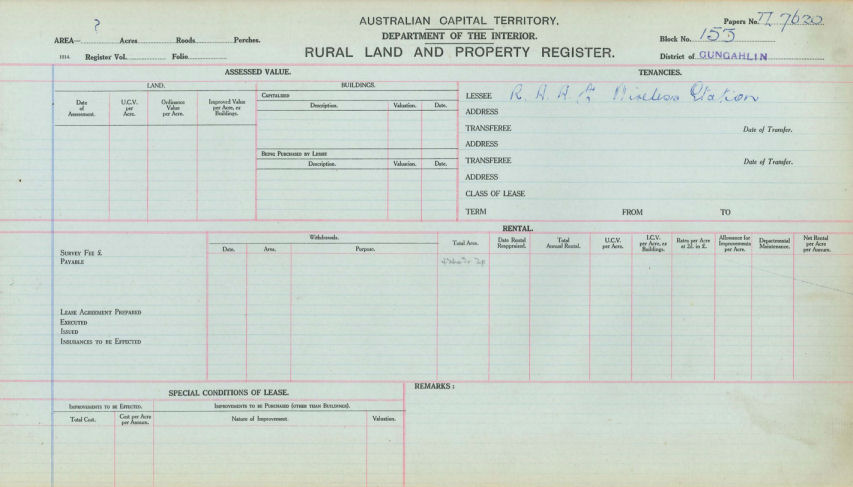 AUSTRALIAN CAPITAL TERRITORY.
DEPARTMENT OF THE INTERIOR.
RURAL LAND AND PROPERTY REGISTER.
?
AREA— Acres Roods Perches.
1914. Register Vol. Folio
Papers No. 7620
Block No. 153
District of GUNGAHLIN
ASSESSED VALUE.
LAND.
Date of Assessment.
U.C.V. per Acre.
Ordinance Value per Acre.
Improved Value per Acre, ex Buildings.
BUILDINGS.
CAPITALISED
Description. Valuation. Date.
BEING PURCHASED BY LESSEE
Description. Valuation. Date.
TENANCIES.
LESSEE R.A.A.F. Wireless Station
ADDRESS
TRANSFEREE Date of Transfer.
ADDRESS
TRANSFEREE Date of Transfer.
ADDRESS
CLASS OF LEASE
TERM FROM TO
RENTAL.
SURVEY FEE £
PAYABLE
LEASE AGREEMENT PREPARED
EXECUTED
ISSUED
INSURANCES TO BE EFFECTED
Withdrawals.
Date. Area. Purpose.
Total Area.
Date Rental Reappraised.
Total Annual Rental.
U.C.V. per Acre.
I.C.V. per Acre, ex Buildings.
Rates per Acre at 2d. in £.
Allowance for Improvements per Acre.
Departmental Maintenance.
Net Rental per Acre per Annum.
SPECIAL CONDITIONS OF LEASE.
IMPROVEMENTS TO BE EFFECTED.
Total Cost. Cost per Acre per Annum.
IMPROVEMENTS TO BE PURCHASED (OTHER THAN BUILDINGS).
Nature of Improvement. Valuation.
REMARKS :